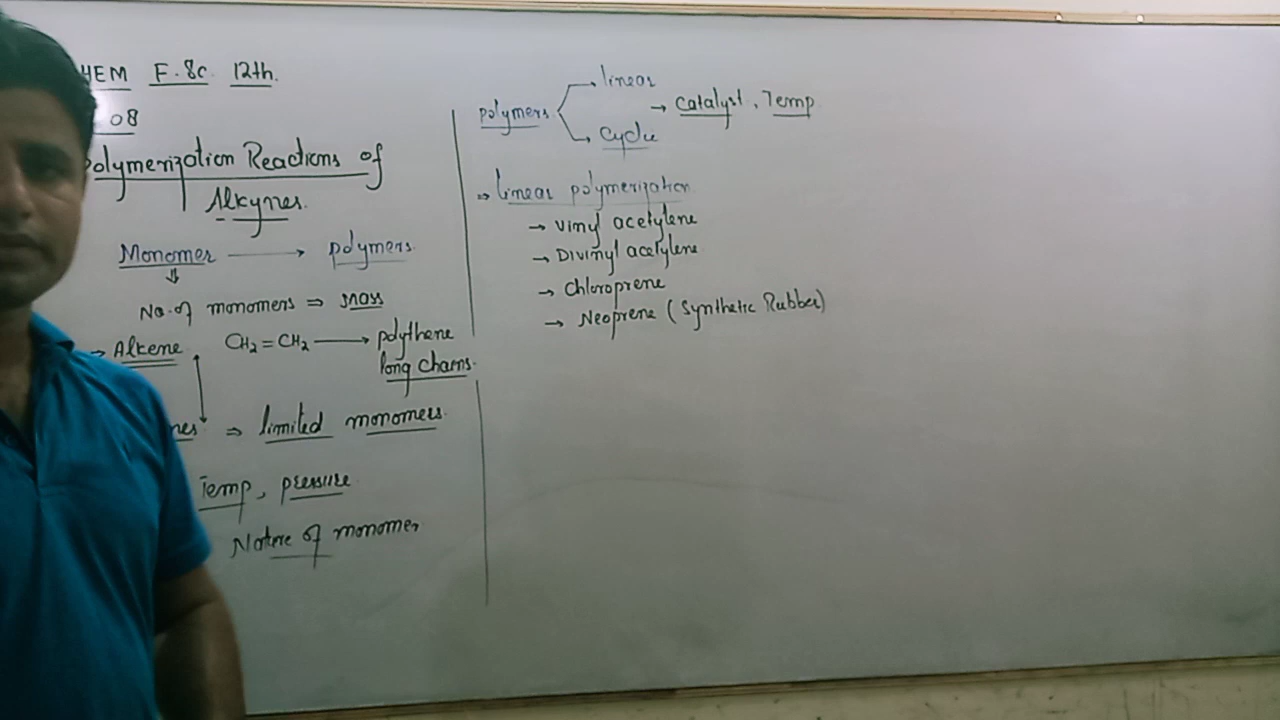 HEM F.Sc. 12th.
08
olymerization Reactions of
Alkynes.
Monomer → polymers.
⇓
No. of monomers ⇒ mass
→ Alkene CH2=CH2 → polythene
long chains.
nes ⇒ limited monomers.
Temp, pressure
Nature of monomer
polymers → linear
→ cyclic
→ catalyst, Temp
⇒ linear polymerization
→ Vinyl acetylene
→ Divinyl acetylene
→ Chloroprene
→ Neoprene (Synthetic Rubber)